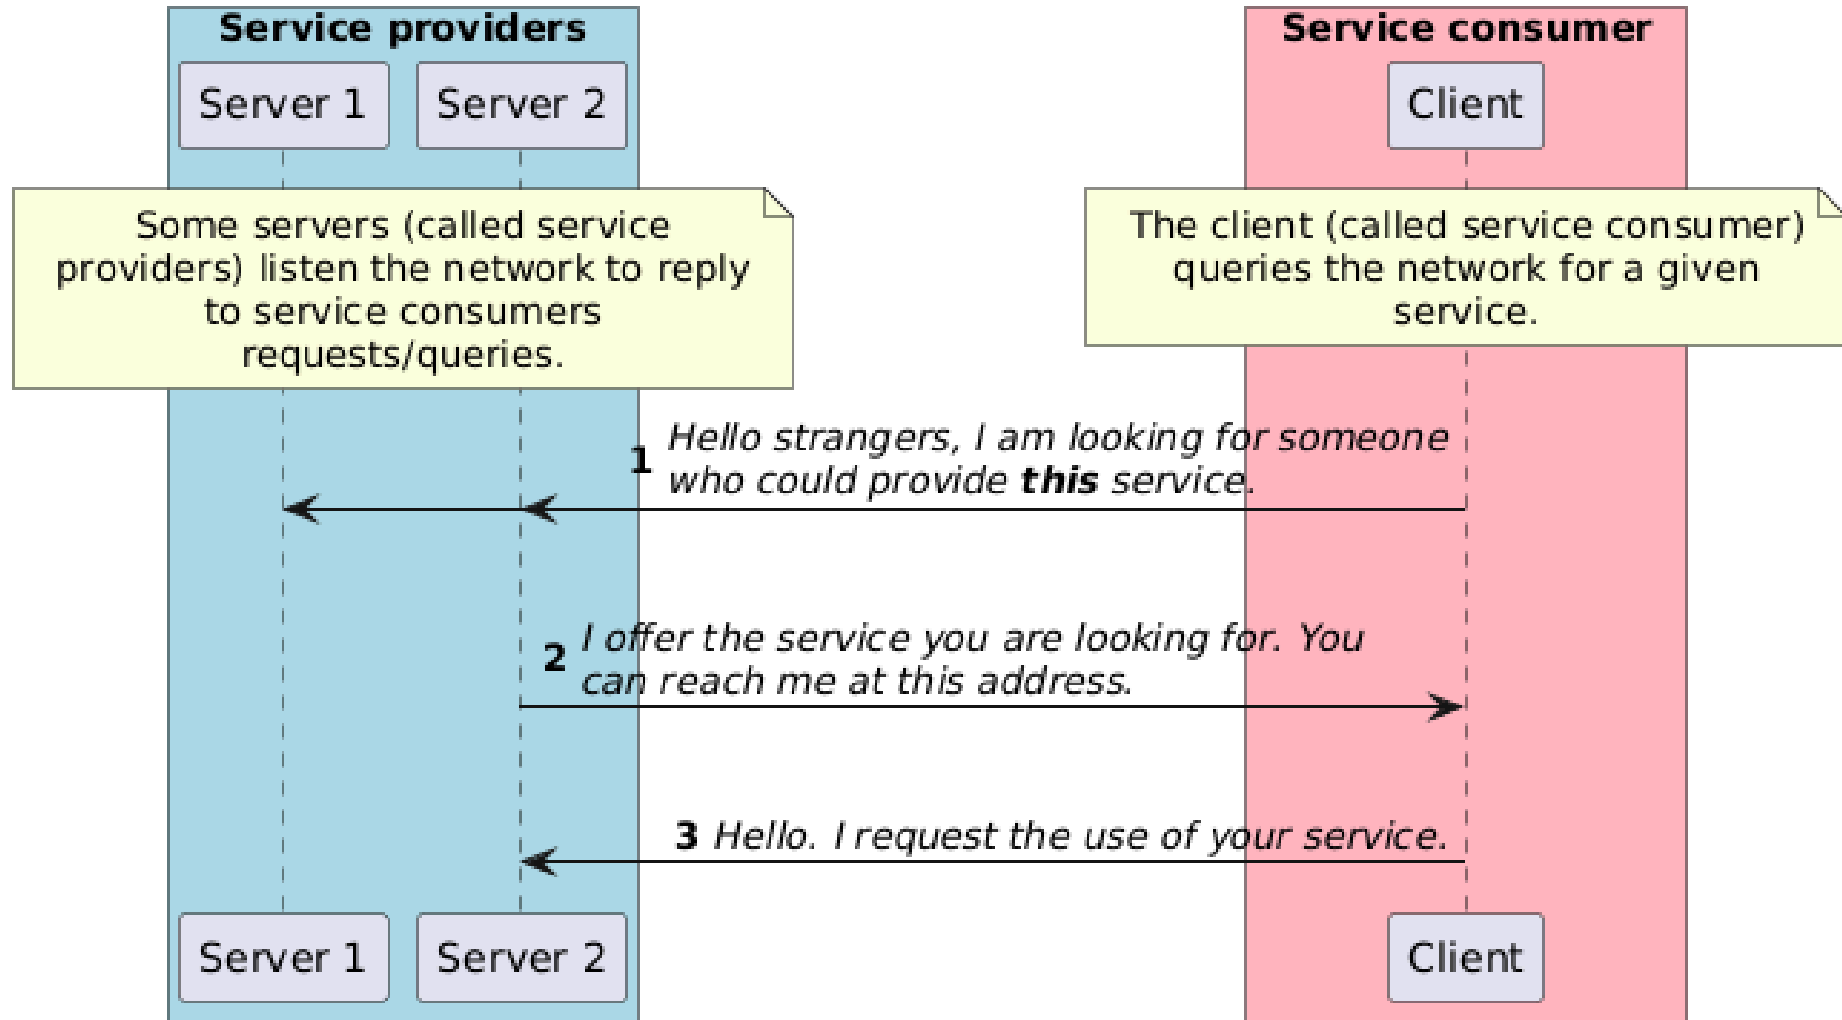 Service providers
Service consumer
Server 1
Server 2
Client
Some servers (called service
providers) listen the network to reply
to service consumers
requests/queries.
The client (called service consumer)
queries the network for a given
service.
1 Hello strangers, I am looking for someone
who could provide this service.
2 I offer the service you are looking for. You
can reach me at this address.
3 Hello. I request the use of your service.
Server 1
Server 2
Client